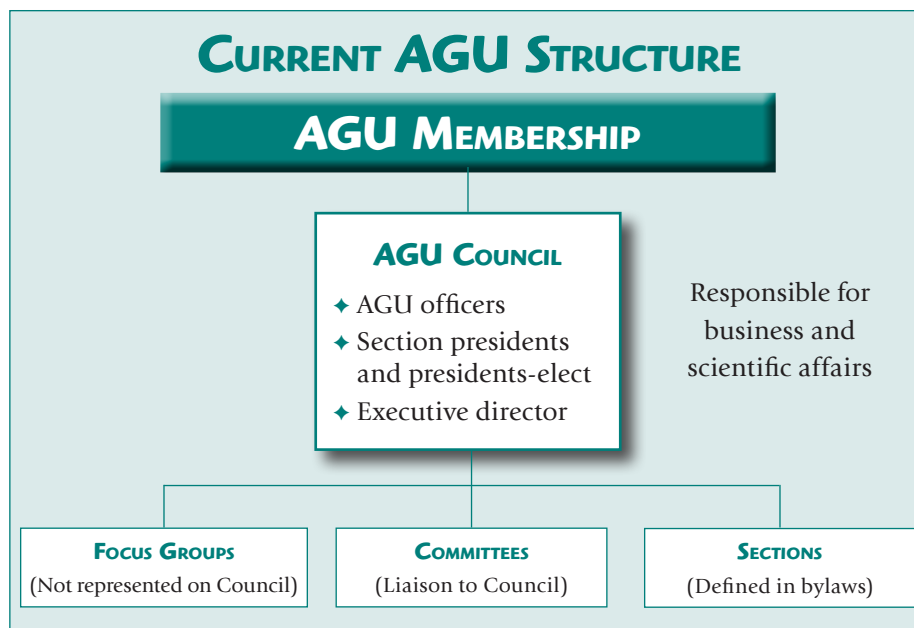 CURRENT AGU STRUCTURE
AGU MEMBERSHIP
AGU COUNCIL
✦ AGU officers
✦ Section presidents
and presidents-elect
✦ Executive director
Responsible for
business and
scientific affairs
FOCUS GROUPS
(Not represented on Council)
COMMITTEES
(Liaison to Council)
SECTIONS
(Defined in bylaws)